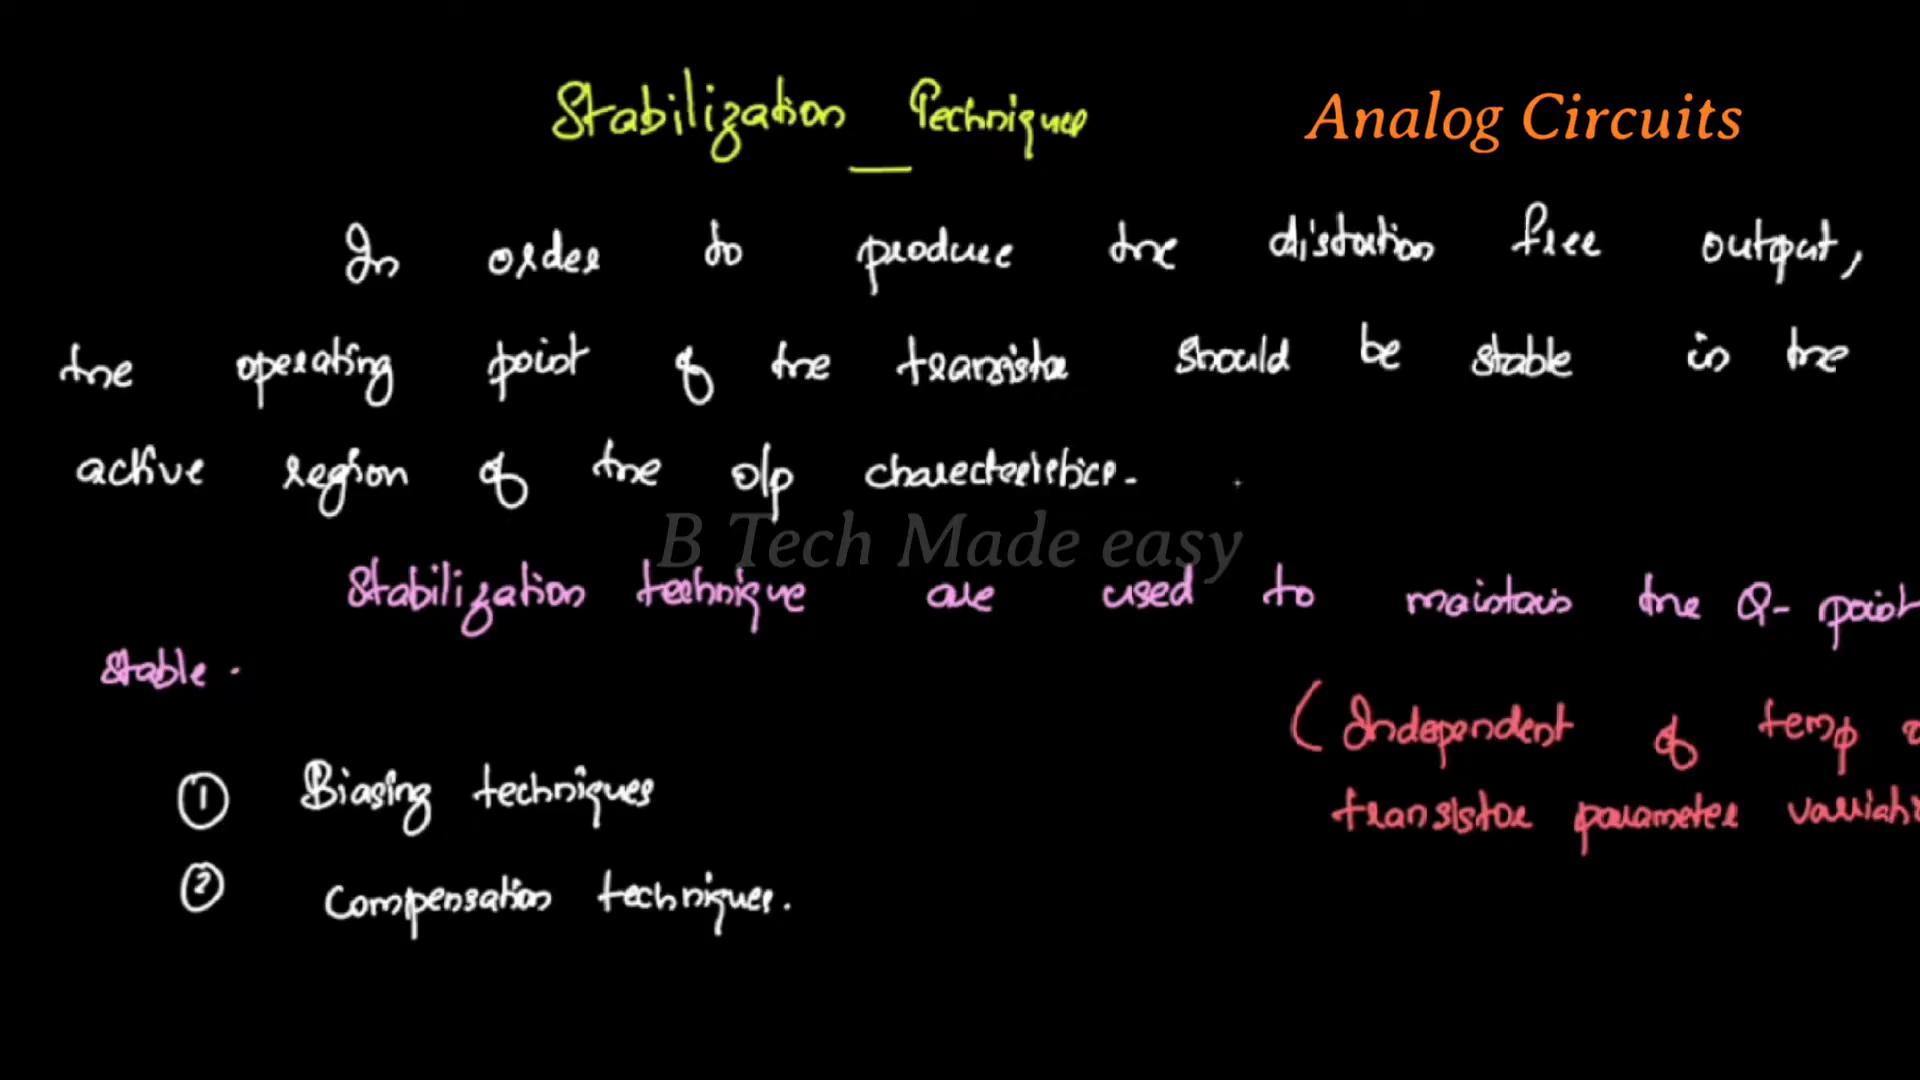 Stabilization Techniques
Analog Circuits
In order to produce the distortion free output,
the operating point of the transistor should be stable in the
active region of the o/p charecteristics.
B Tech Made easy
Stabilization technique are used to maintain the Q- point
stable.
(Independent of temp
transistor parameter
① Biasing techniques
② Compensation techniques.